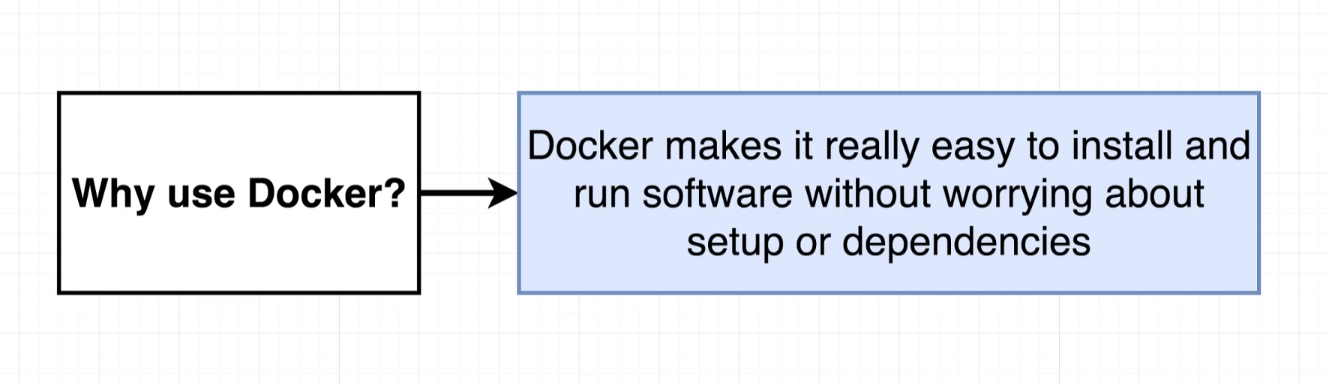 Why use Docker?
Docker makes it really easy to install and
run software without worrying about
setup or dependencies